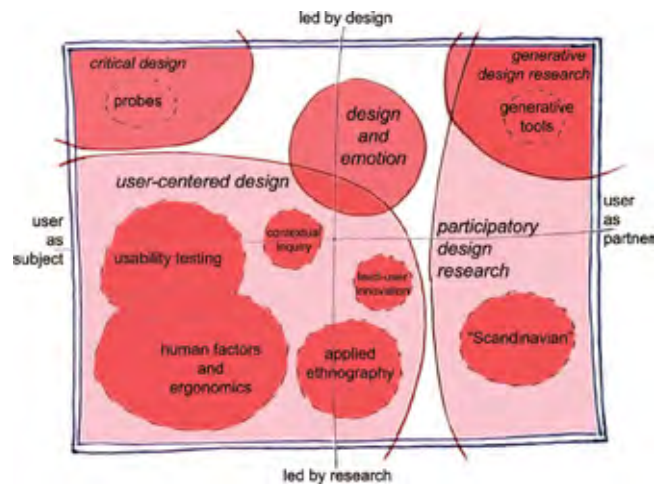 led by design
critical design
probes
generative
design research
generative
tools
design
and
emotion
user-centered design
user
as
subject
contextual
inquiry
usability testing
participatory
design
research
user
as
partner
lead-user
innovation
human factors
and
ergonomics
applied
ethnography
"Scandinavian"
led by research